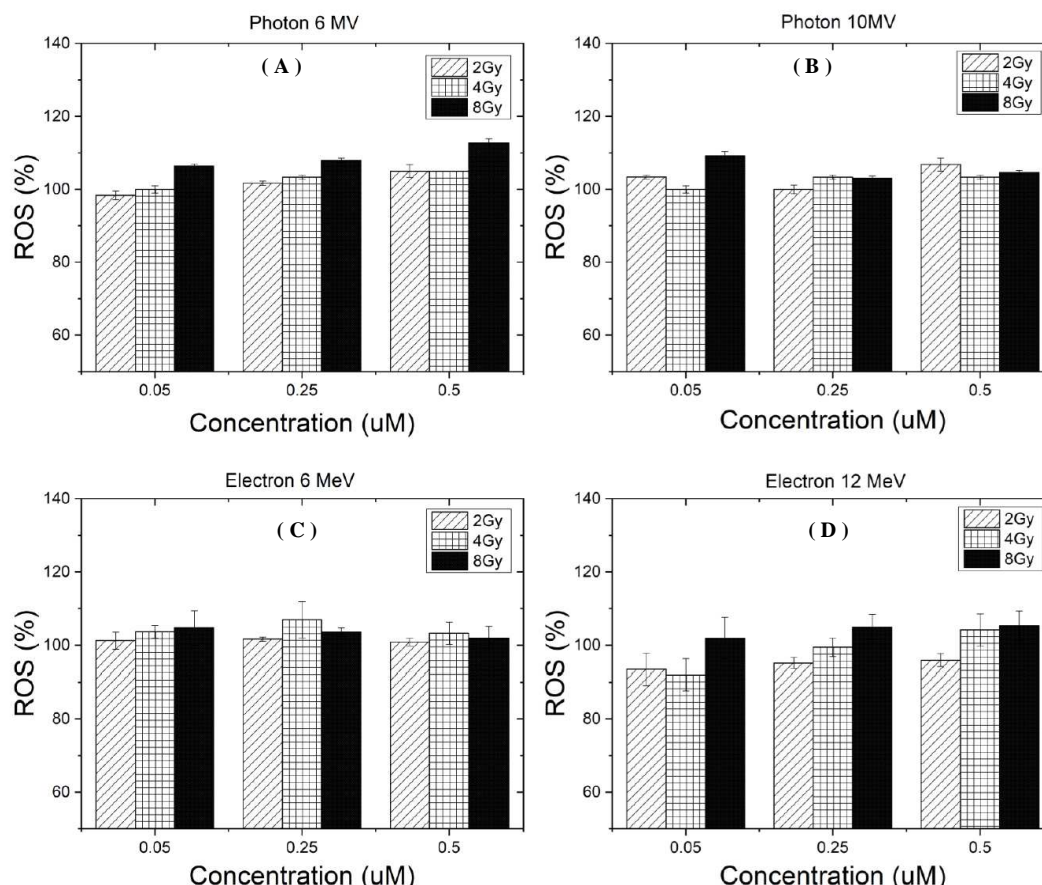 Photon 6 MV
( A )
2Gy
4Gy
8Gy
140
120
100
80
60
ROS (%)
0.05 0.25 0.5
Concentration (uM)
Photon 10MV
( B )
2Gy
4Gy
8Gy
140
120
100
80
60
ROS (%)
0.05 0.25 0.5
Concentration (uM)
Electron 6 MeV
( C )
2Gy
4Gy
8Gy
140
120
100
80
60
ROS (%)
0.05 0.25 0.5
Concentration (uM)
Electron 12 MeV
( D )
2Gy
4Gy
8Gy
140
120
100
80
60
ROS (%)
0.05 0.25 0.5
Concentration (uM)